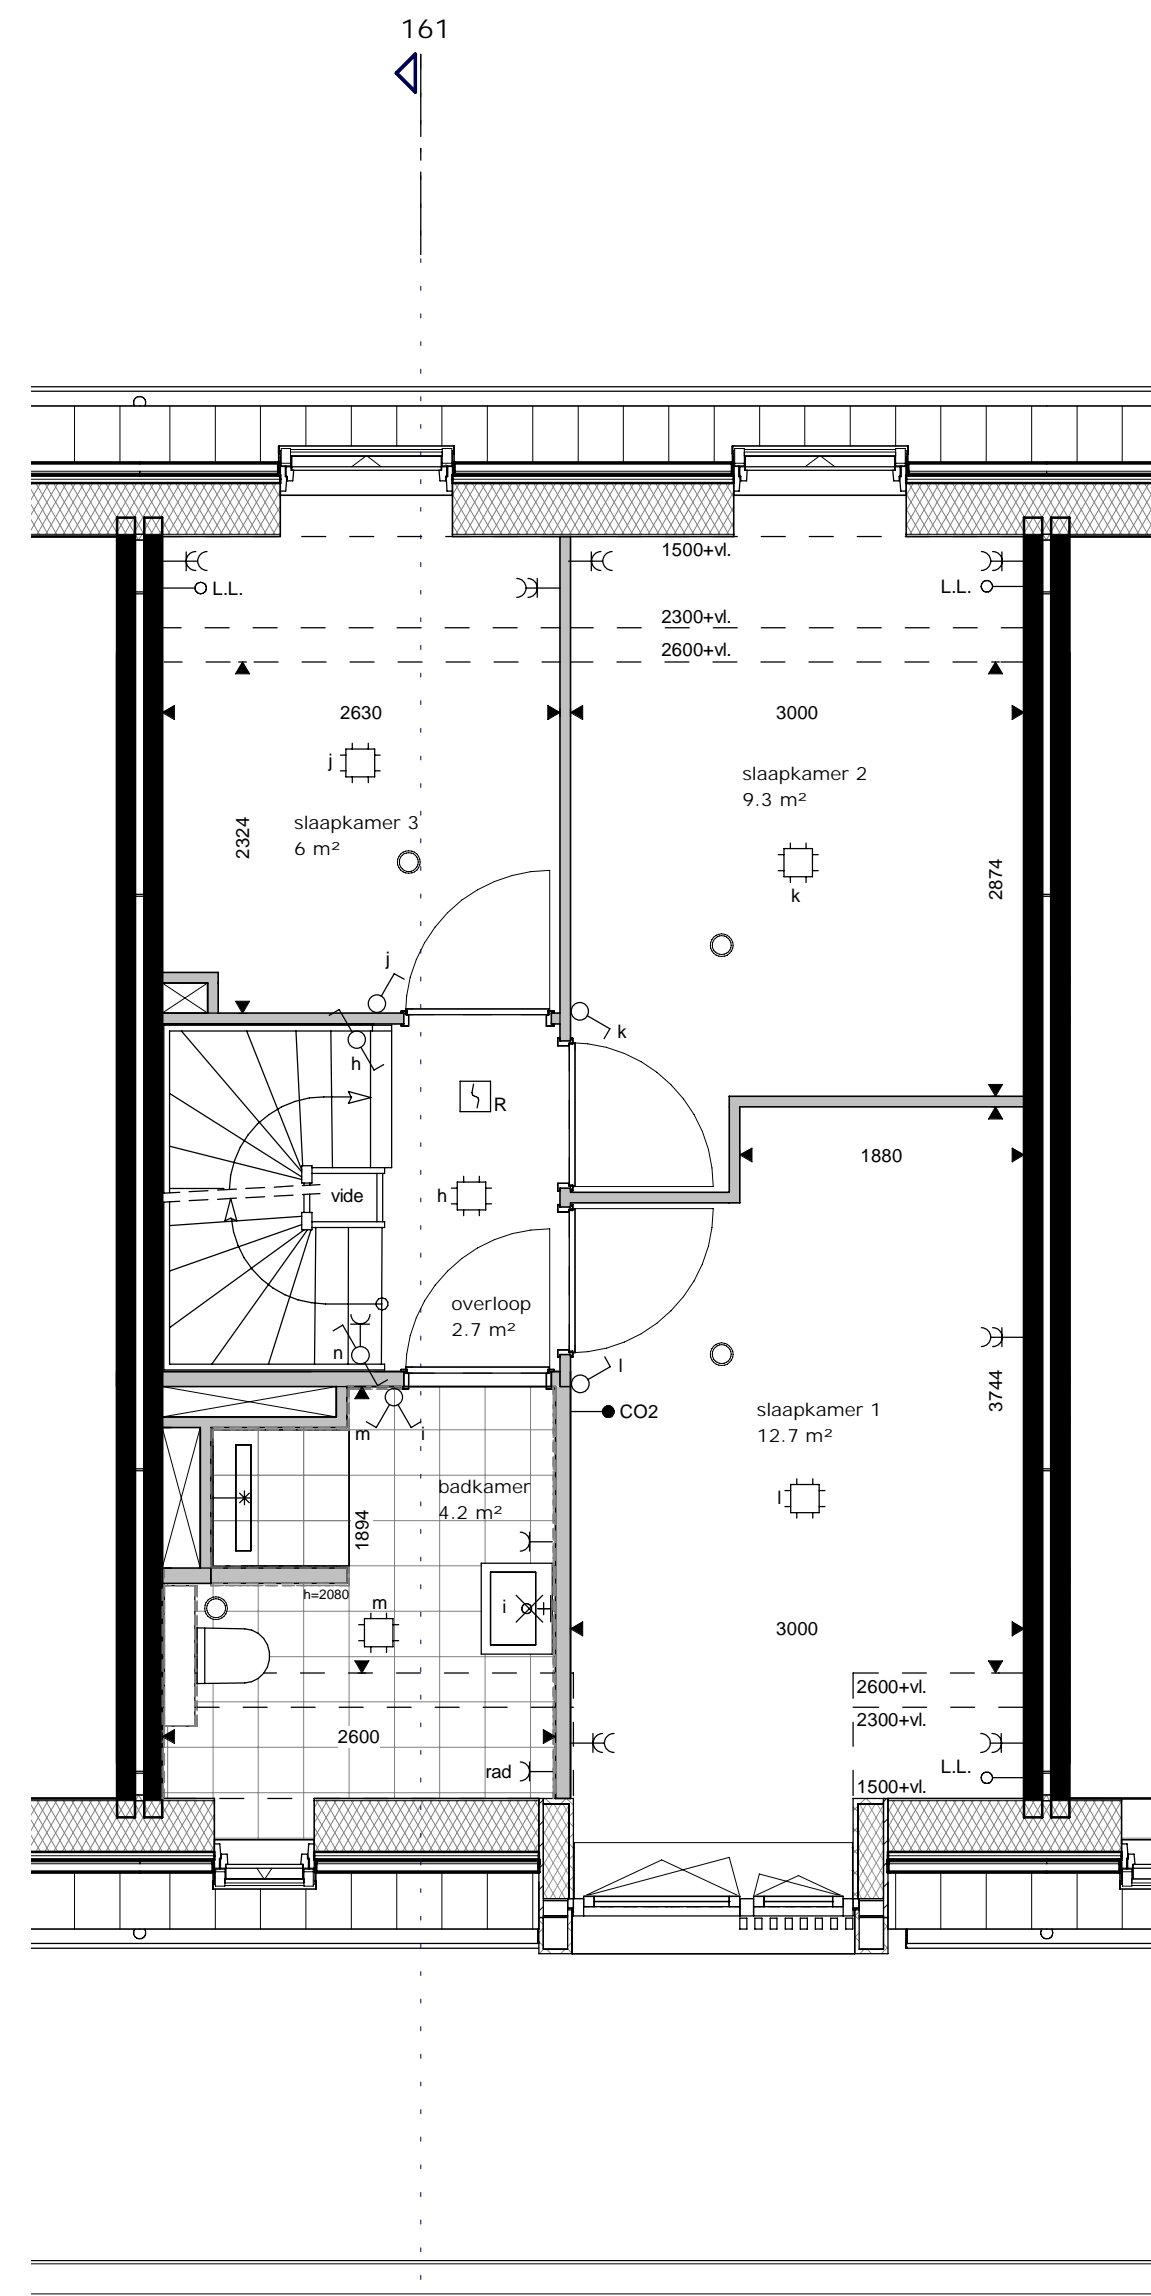 161
1500+vl.
L.L.
L.L.
2300+vl.
2600+vl.
2630
3000
j
slaapkamer 2
9.3 m²
slaapkamer 3
6 m²
2324
2874
k
j
k
h
R
1880
vide
h
overloop
2.7 m²
n
l
CO2
slaapkamer 1
12.7 m²
3744
m
i
badkamer
4.2 m²
l
1894
h=2080
m
i
3000
2600+vl.
2300+vl.
2600
rad
L.L.
1500+vl.